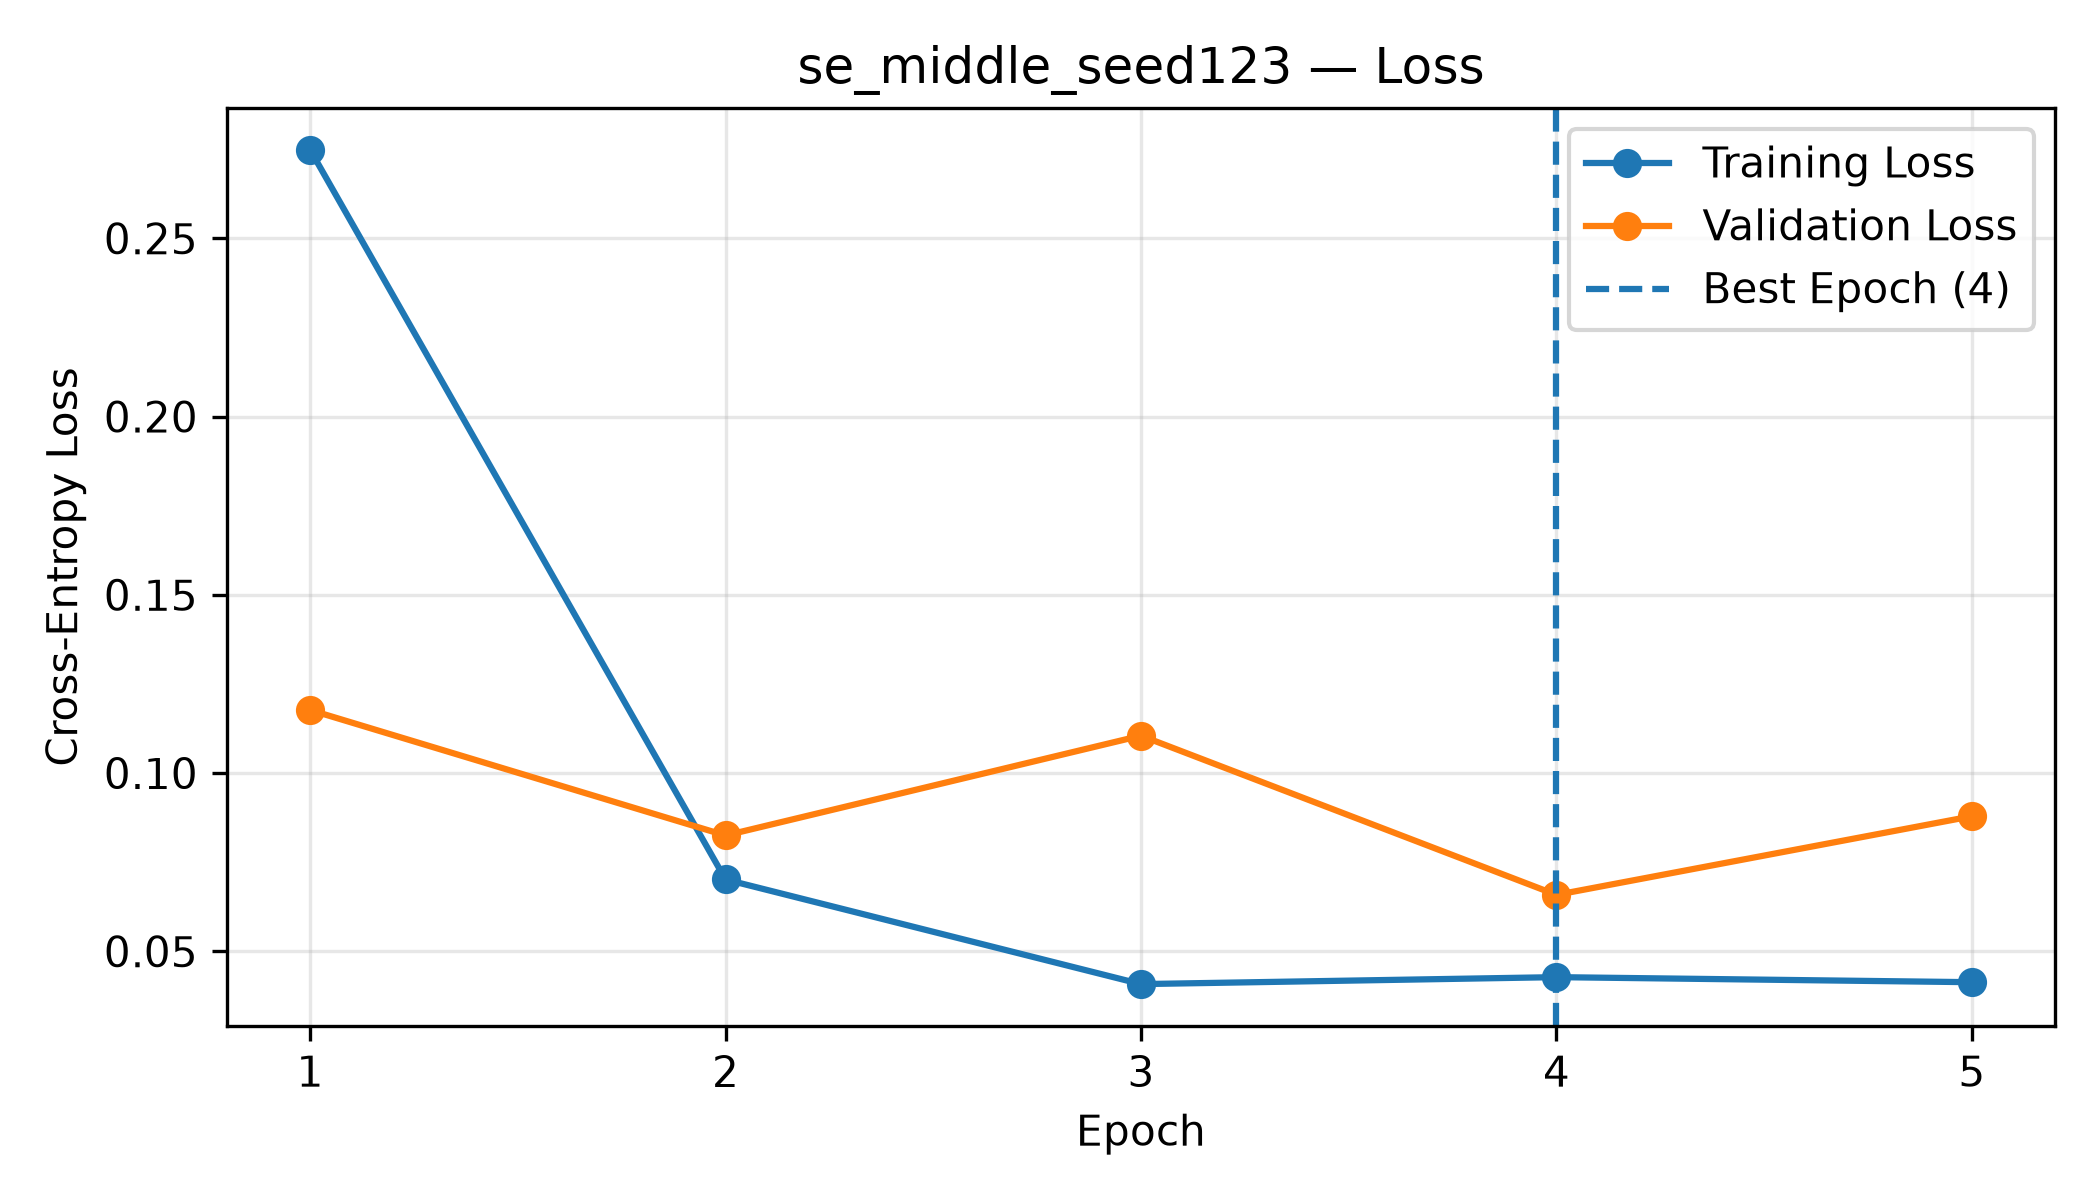 se_middle_seed123 — Loss
Training Loss
Validation Loss
Best Epoch (4)
Cross-Entropy Loss
0.25
0.20
0.15
0.10
0.05
1 2 3 4 5
Epoch